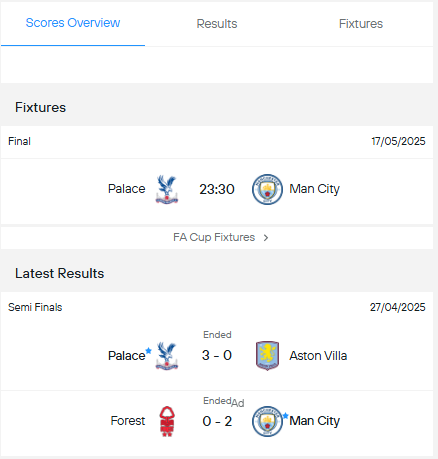 Scores Overview Results Fixtures
Fixtures
Final 17/05/2025
Palace 23:30 Man City
FA Cup Fixtures >
Latest Results
Semi Finals 27/04/2025
Ended
Palace 3 - 0 Aston Villa
Ended Ad
Forest 0 - 2 Man City